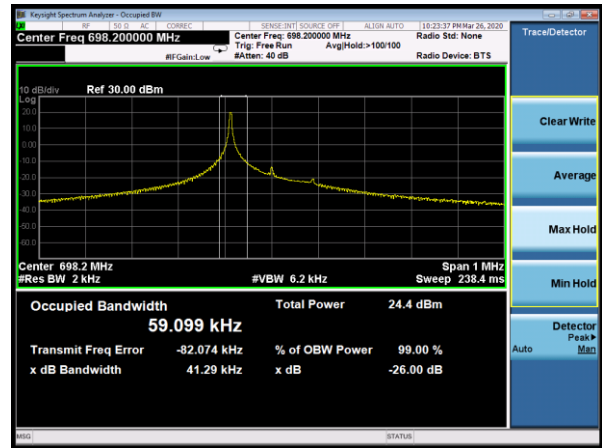 Keysight Spectrum Analyzer - Occupied BW
RF 50 Ω AC CORREC SENSE:INT SOURCE OFF ALIGN AUTO 10:23:37 PM Mar 26, 2020
Center Freq 698.200000 MHz
Center Freq: 698.200000 MHz
Radio Std: None
Trig: Free Run Avg|Hold:>100/100
#IFGain:Low #Atten: 40 dB Radio Device: BTS
Trace/Detector
10 dB/div Ref 30.00 dBm
Log
20.0
10.0
0.00
-10.0
-20.0
-30.0
-40.0
-50.0
-60.0
Center 698.2 MHz Span 1 MHz
#Res BW 2 kHz #VBW 6.2 kHz Sweep 238.4 ms
Occupied Bandwidth Total Power 24.4 dBm
59.099 kHz
Transmit Freq Error -82.074 kHz % of OBW Power 99.00 %
x dB Bandwidth 41.29 kHz x dB -26.00 dB
Clear Write
Average
Max Hold
Min Hold
Detector
Peak▶
Auto Man
MSG STATUS